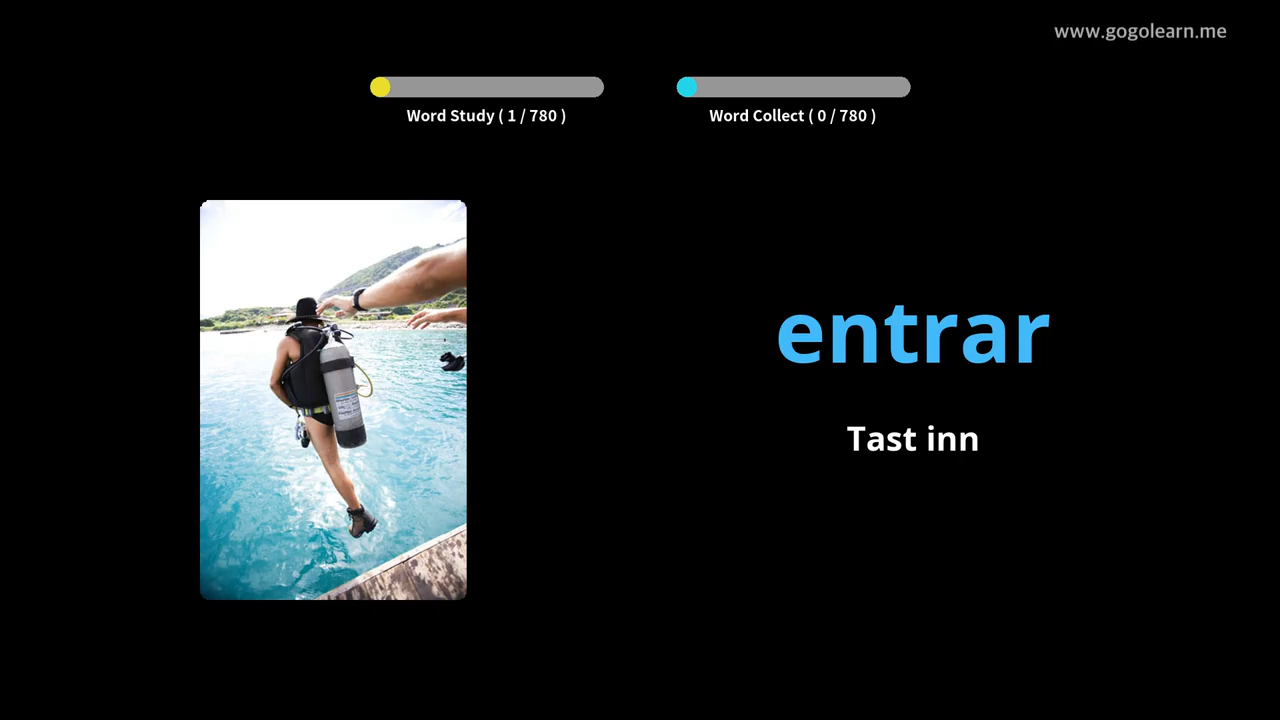 www.gogolearn.me
Word Study ( 1 / 780 )
Word Collect ( 0 / 780 )
entrar
Tast inn